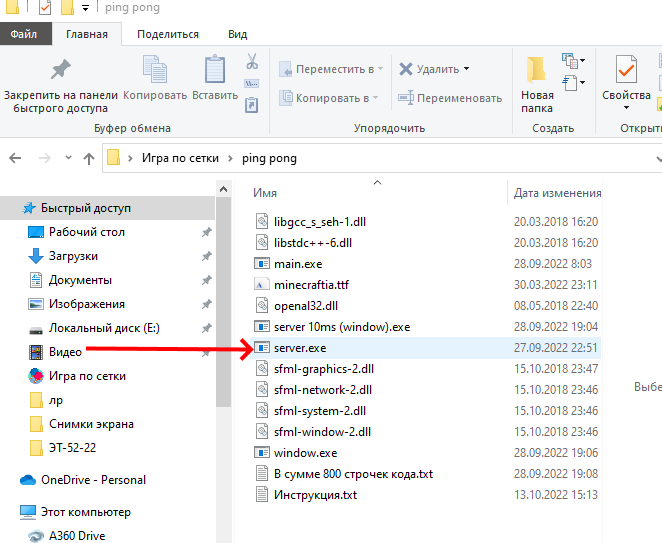 ping pong
Файл Главная Поделиться Вид
Закрепить на панели быстрого доступа
Копировать
Вставить
Переместить в
Копировать в
Удалить
Переименовать
Новая папка
Свойства
Буфер обмена Упорядочить Создать
Игра по сетки ping pong
Имя Дата изменения
Быстрый доступ
Рабочий стол
Загрузки
Документы
Изображения
Локальный диск (E:)
Видео
Игра по сетки
лр
Снимки экрана
ЭТ-52-22
OneDrive - Personal
Этот компьютер
A360 Drive
libgcc_s_seh-1.dll 20.03.2018 16:20
libstdc++-6.dll 20.03.2018 16:20
main.exe 28.09.2022 8:03
minecraftia.ttf 30.03.2022 23:11
openal32.dll 08.05.2018 22:40
server 10ms (window).exe 28.09.2022 19:04
server.exe 27.09.2022 22:51
sfml-graphics-2.dll 15.10.2018 23:47
sfml-network-2.dll 15.10.2018 23:46
sfml-system-2.dll 15.10.2018 23:46
sfml-window-2.dll 15.10.2018 23:46
window.exe 28.09.2022 19:06
В сумме 800 строчек кода.txt 28.09.2022 19:08
Инструкция.txt 13.10.2022 15:13